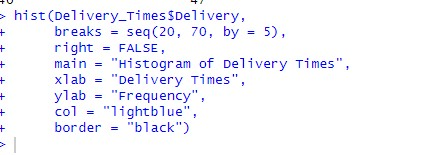 47
> hist(Delivery_Times$Delivery,
+      breaks = seq(20, 70, by = 5),
+      right = FALSE,
+      main = "Histogram of Delivery Times",
+      xlab = "Delivery Times",
+      ylab = "Frequency",
+      col = "lightblue",
+      border = "black")
>